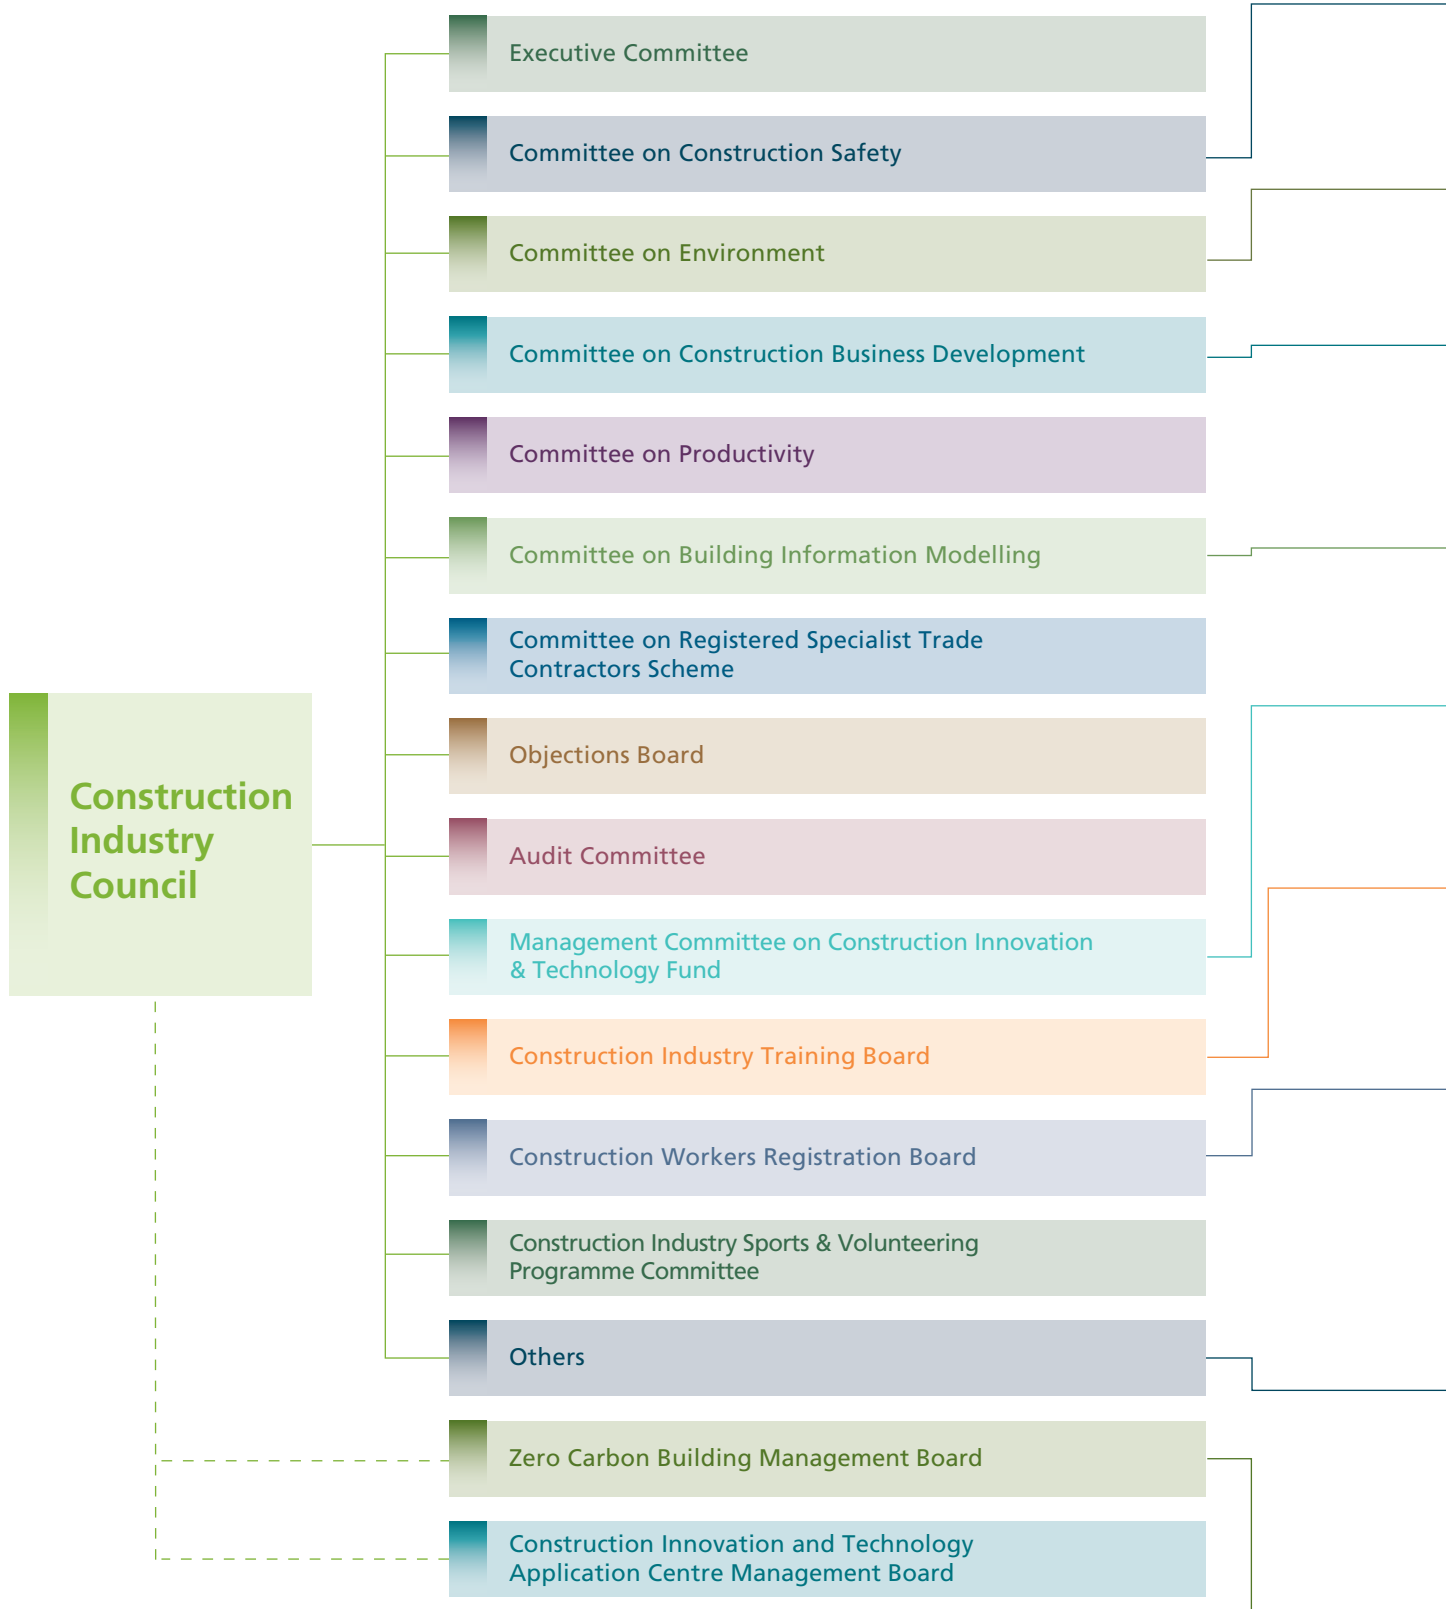 Executive Committee
Committee on Construction Safety
Committee on Environment
Committee on Construction Business Development
Committee on Productivity
Committee on Building Information Modelling
Committee on Registered Specialist Trade
Contractors Scheme
Objections Board
Construction
Industry
Council
Audit Committee
Management Committee on Construction Innovation
& Technology Fund
Construction Industry Training Board
Construction Workers Registration Board
Construction Industry Sports & Volunteering
Programme Committee
Others
Zero Carbon Building Management Board
Construction Innovation and Technology
Application Centre Management Board